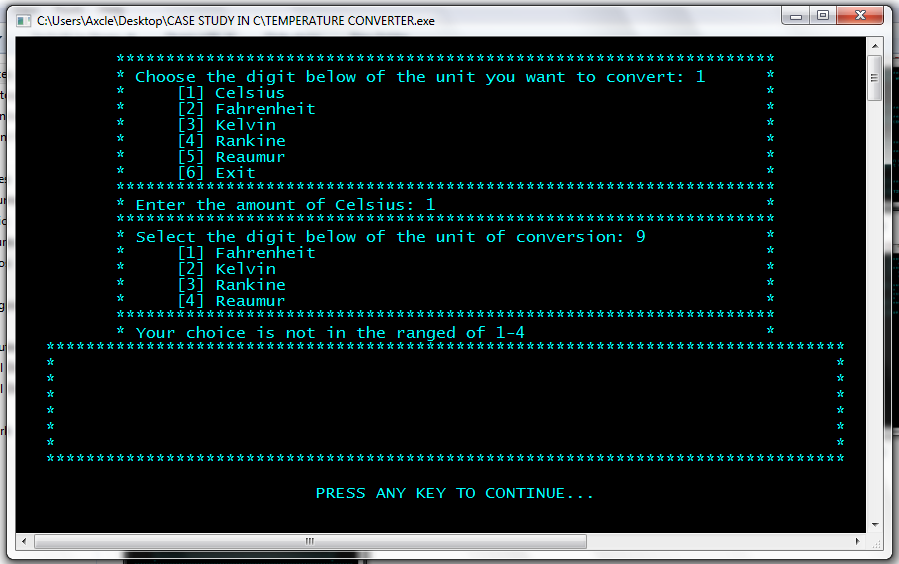 C:\Users\Axcle\Desktop\CASE STUDY IN C\TEMPERATURE CONVERTER.exe
******************************************************************
* Choose the digit below of the unit you want to convert: 1 *
* [1] Celsius *
* [2] Fahrenheit *
* [3] Kelvin *
* [4] Rankine *
* [5] Reaumur *
* [6] Exit *
******************************************************************
* Enter the amount of Celsius: 1 *
******************************************************************
* Select the digit below of the unit of conversion: 9 *
* [1] Fahrenheit *
* [2] Kelvin *
* [3] Rankine *
* [4] Reaumur *
******************************************************************
* Your choice is not in the ranged of 1-4 *
********************************************************************************
* *
* *
* *
* *
* *
* *
********************************************************************************
PRESS ANY KEY TO CONTINUE...